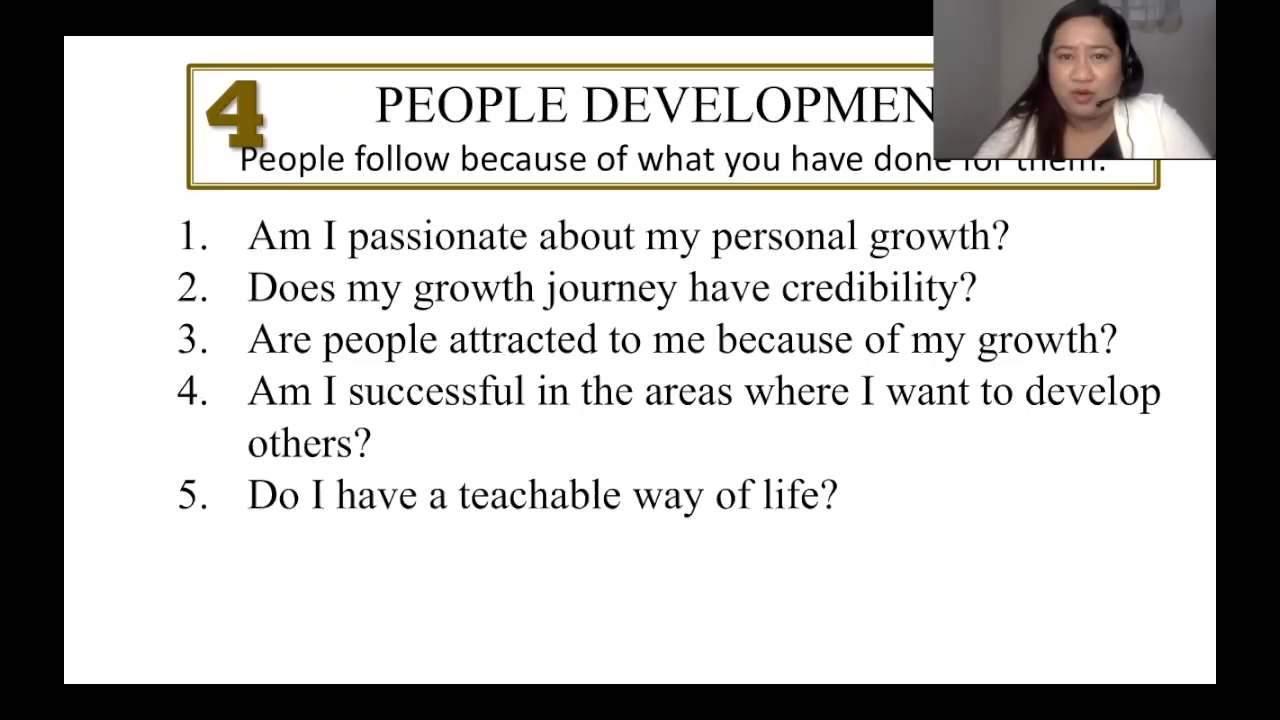 4
PEOPLE DEVELOPMEN
People follow because of what you have done for them.
1. Am I passionate about my personal growth?
2. Does my growth journey have credibility?
3. Are people attracted to me because of my growth?
4. Am I successful in the areas where I want to develop
others?
5. Do I have a teachable way of life?